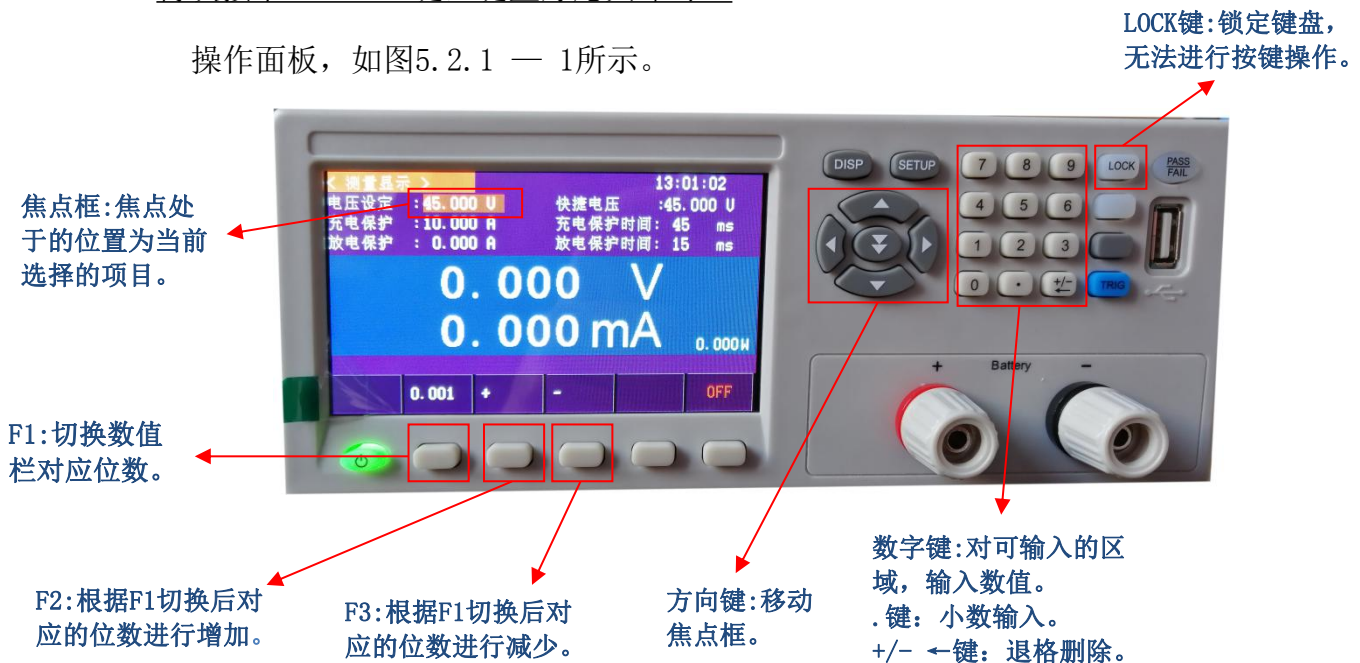 操作面板，如图5.2.1 — 1所示。
LOCK键:锁定键盘，
无法进行按键操作。
焦点框:焦点处
于的位置为当前
选择的项目。
< 测量显示 > 13:01:02
电压设定 :45.000 V 快捷电压 :45.000 V
充电保护 :10.000 A 充电保护时间: 45 ms
放电保护 : 0.000 A 放电保护时间: 15 ms
0.000 V
0.000 mA 0.000W
0.001 + - OFF
DISP SETUP 7 8 9 LOCK PASS FAIL
4 5 6
1 2 3
0 . +/- ← TRIG
+ Battery -
F1:切换数值
栏对应位数。
F2:根据F1切换后对
应的位数进行增加。
F3:根据F1切换后对
应的位数进行减少。
方向键:移动
焦点框。
数字键:对可输入的区
域，输入数值。
.键：小数输入。
+/- ←键：退格删除。